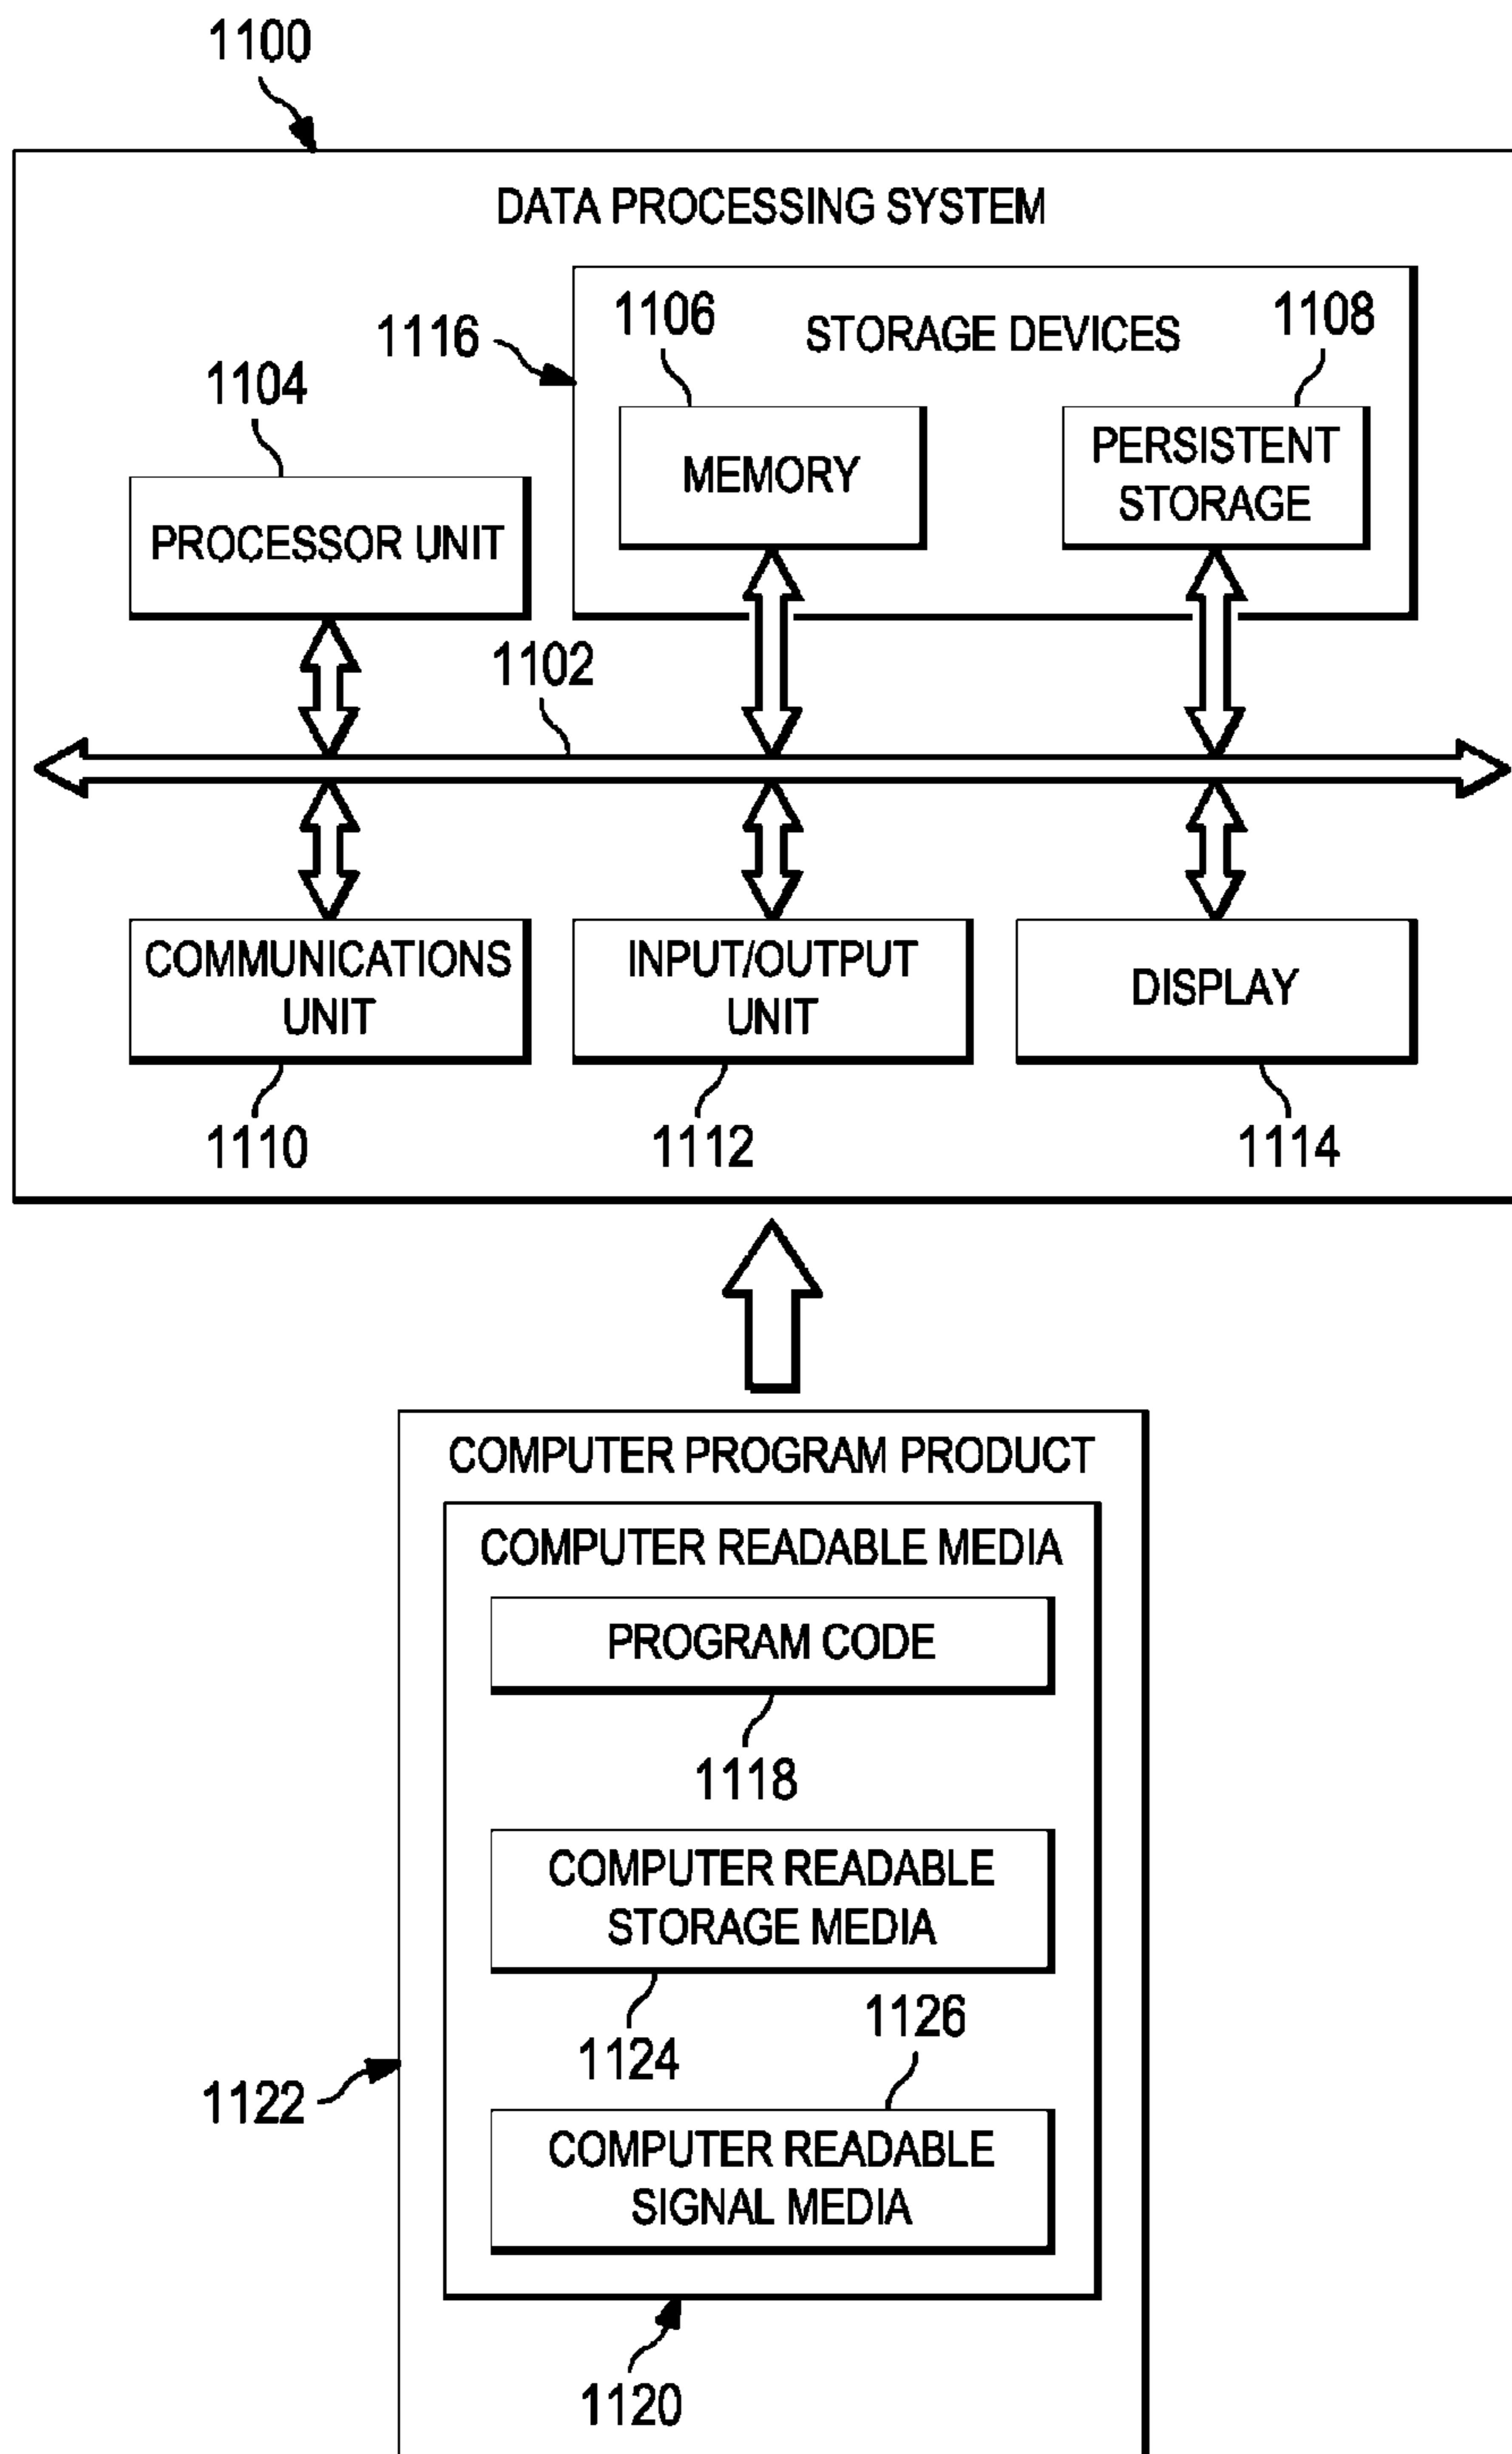 1100
DATA PROCESSING SYSTEM
1116
1106
STORAGE DEVICES
1108
1104
MEMORY
PERSISTENT
STORAGE
PROCESSOR UNIT
1102
COMMUNICATIONS
UNIT
INPUT/OUTPUT
UNIT
DISPLAY
1110
1112
1114
COMPUTER PROGRAM PRODUCT
COMPUTER READABLE MEDIA
PROGRAM CODE
1118
COMPUTER READABLE
STORAGE MEDIA
1124
1126
1122
COMPUTER READABLE
SIGNAL MEDIA
1120